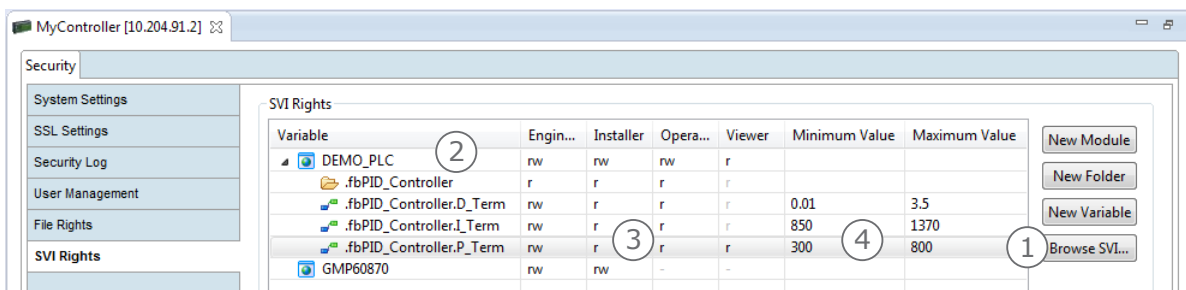 MyController [10.204.91.2]
Security
System Settings
SSL Settings
Security Log
User Management
File Rights
SVI Rights
SVI Rights
Variable Engin... Installer Opera... Viewer Minimum Value Maximum Value
DEMO_PLC rw rw rw r
.fbPID_Controller r r r r
.fbPID_Controller.D_Term rw r r r 0.01 3.5
.fbPID_Controller.I_Term rw r r r 850 1370
.fbPID_Controller.P_Term rw r r r 300 800
GMP60870 rw rw - -
2
3
4
1
New Module
New Folder
New Variable
Browse SVI...